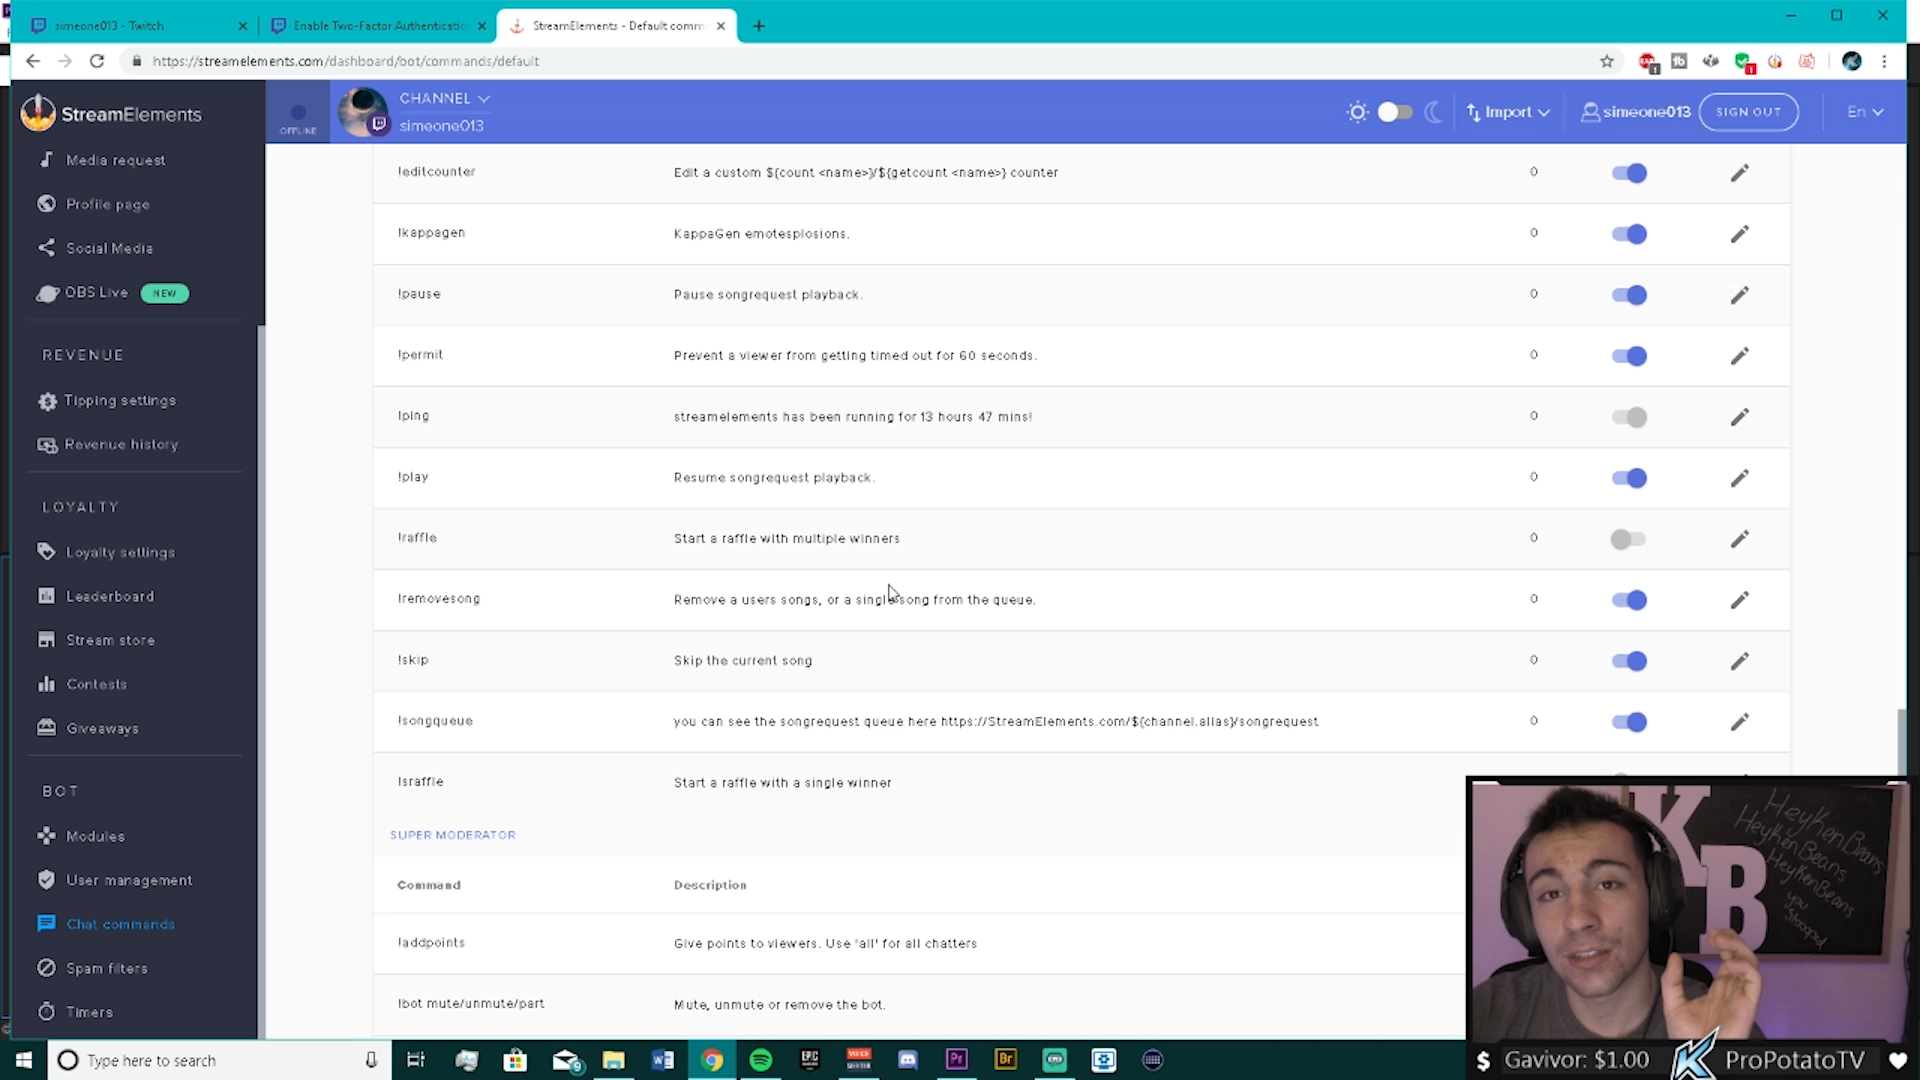 simeone013 - Twitch
Enable Two-Factor Authenticatio
StreamElements - Default comm
https://streamelements.com/dashboard/bot/commands/default
StreamElements
OFFLINE
CHANNEL
simeone013
Import
simeone013
SIGN OUT
En
Media request
Profile page
Social Media
OBS Live NEW
REVENUE
Tipping settings
Revenue history
LOYALTY
Loyalty settings
Leaderboard
Stream store
Contests
Giveaways
BOT
Modules
User management
Chat commands
Spam filters
Timers
!editcounter Edit a custom ${count <name>}/${getcount <name>} counter 0
!kappagen KappaGen emotesplosions. 0
!pause Pause songrequest playback. 0
!permit Prevent a viewer from getting timed out for 60 seconds. 0
!ping streamelements has been running for 13 hours 47 mins! 0
!play Resume songrequest playback. 0
!raffle Start a raffle with multiple winners 0
!removesong Remove a users songs, or a single song from the queue. 0
!skip Skip the current song 0
!songqueue you can see the songrequest queue here https://StreamElements.com/${channel.alias}/songrequest 0
!sraffle Start a raffle with a single winner
SUPER MODERATOR
Command Description
!addpoints Give points to viewers. Use 'all' for all chatters
!bot mute/unmute/part Mute, unmute or remove the bot.
K
B
HeyKenBeans
HeyKenBeans
HeyKenBeans
you
Stoopid
$ Gavivor: $1.00 K ProPotatoTV
Type here to search
9
W
EPIC
Pr
Br